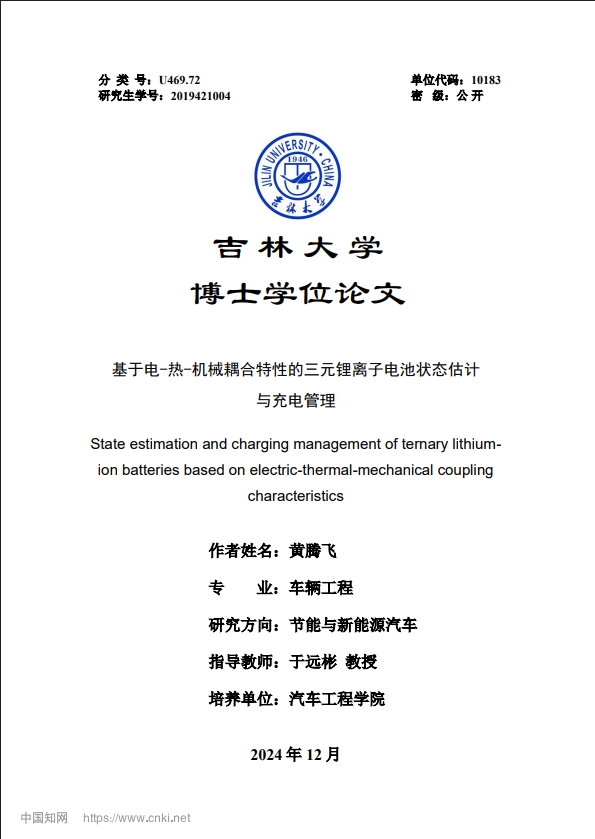 分 类 号：U469.72 单位代码：10183
研究生学号：2019421004 密 级：公 开
JILIN UNIVERSITY · CHINA
1946
吉林大学
吉林大学
博士学位论文
基于电-热-机械耦合特性的三元锂离子电池状态估计
与充电管理
State estimation and charging management of ternary lithium-
ion batteries based on electric-thermal-mechanical coupling
characteristics
作者姓名：黄腾飞
专 业：车辆工程
研究方向：节能与新能源汽车
指导教师：于远彬 教授
培养单位：汽车工程学院
2024 年 12 月
中国知网 https://www.cnki.net